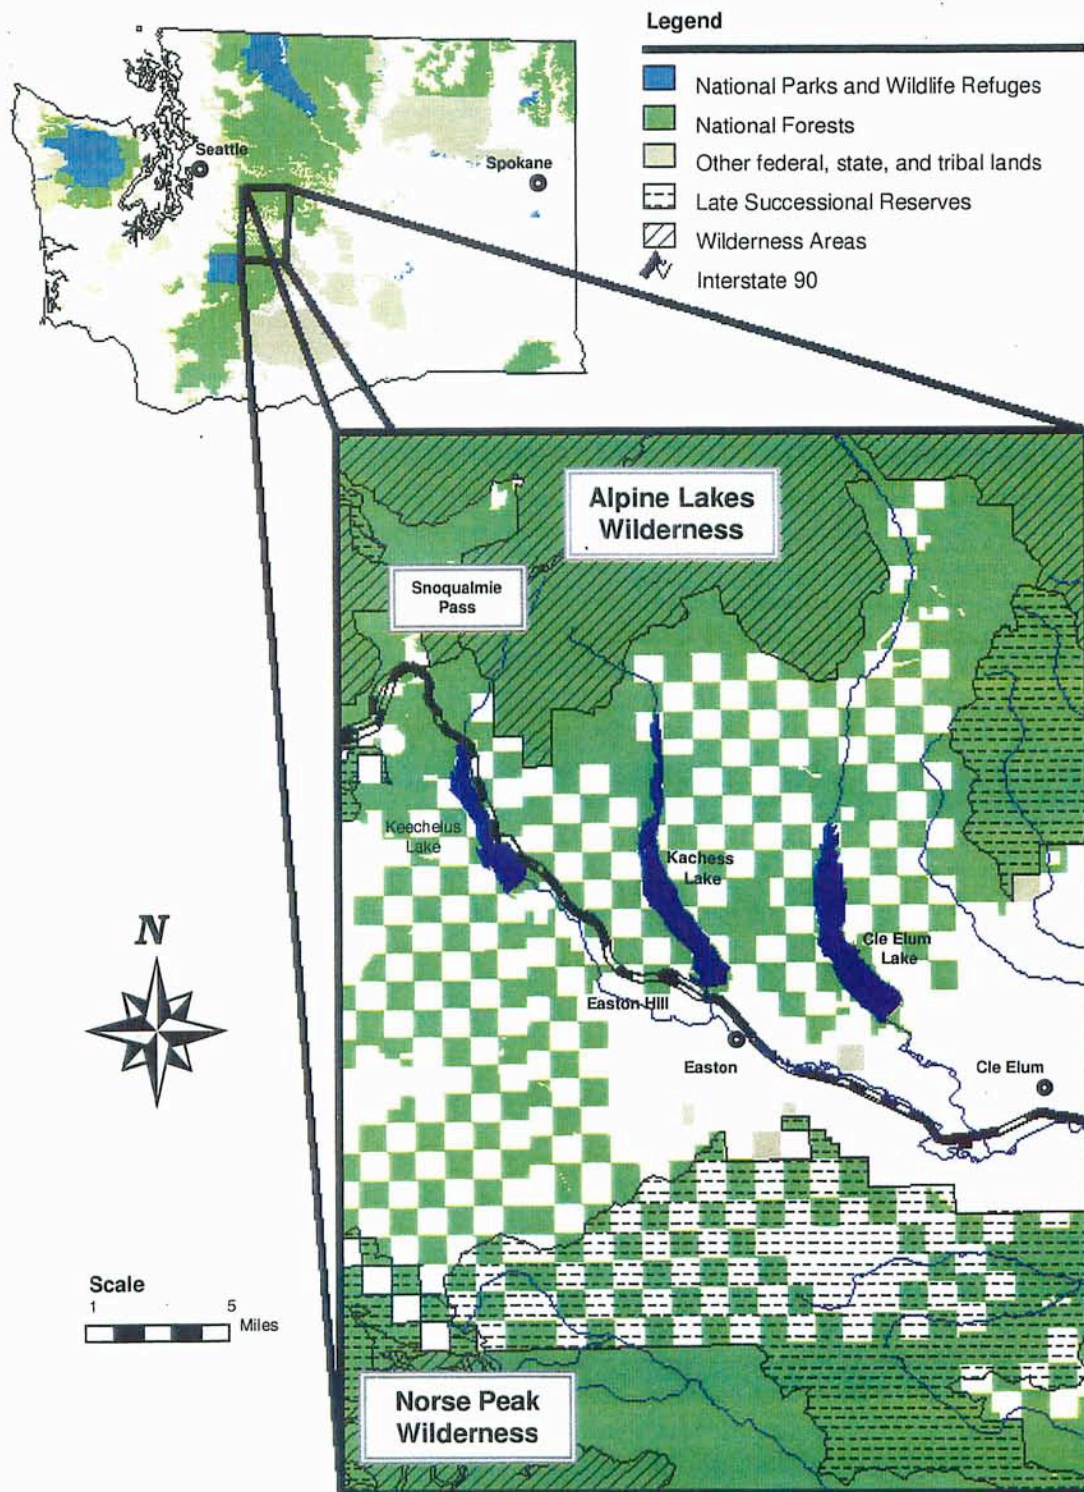 Legend
National Parks and Wildlife Refuges
National Forests
Other federal, state, and tribal lands
Late Successional Reserves
Wilderness Areas
Interstate 90
Seattle
Spokane
Alpine Lakes
Wilderness
Snoqualmie
Pass
Keechelus
Lake
Kachess
Lake
Cle Elum
Lake
N
Easton Hill
Easton
Cle Elum
Scale
1 5
Miles
Norse Peak
Wilderness